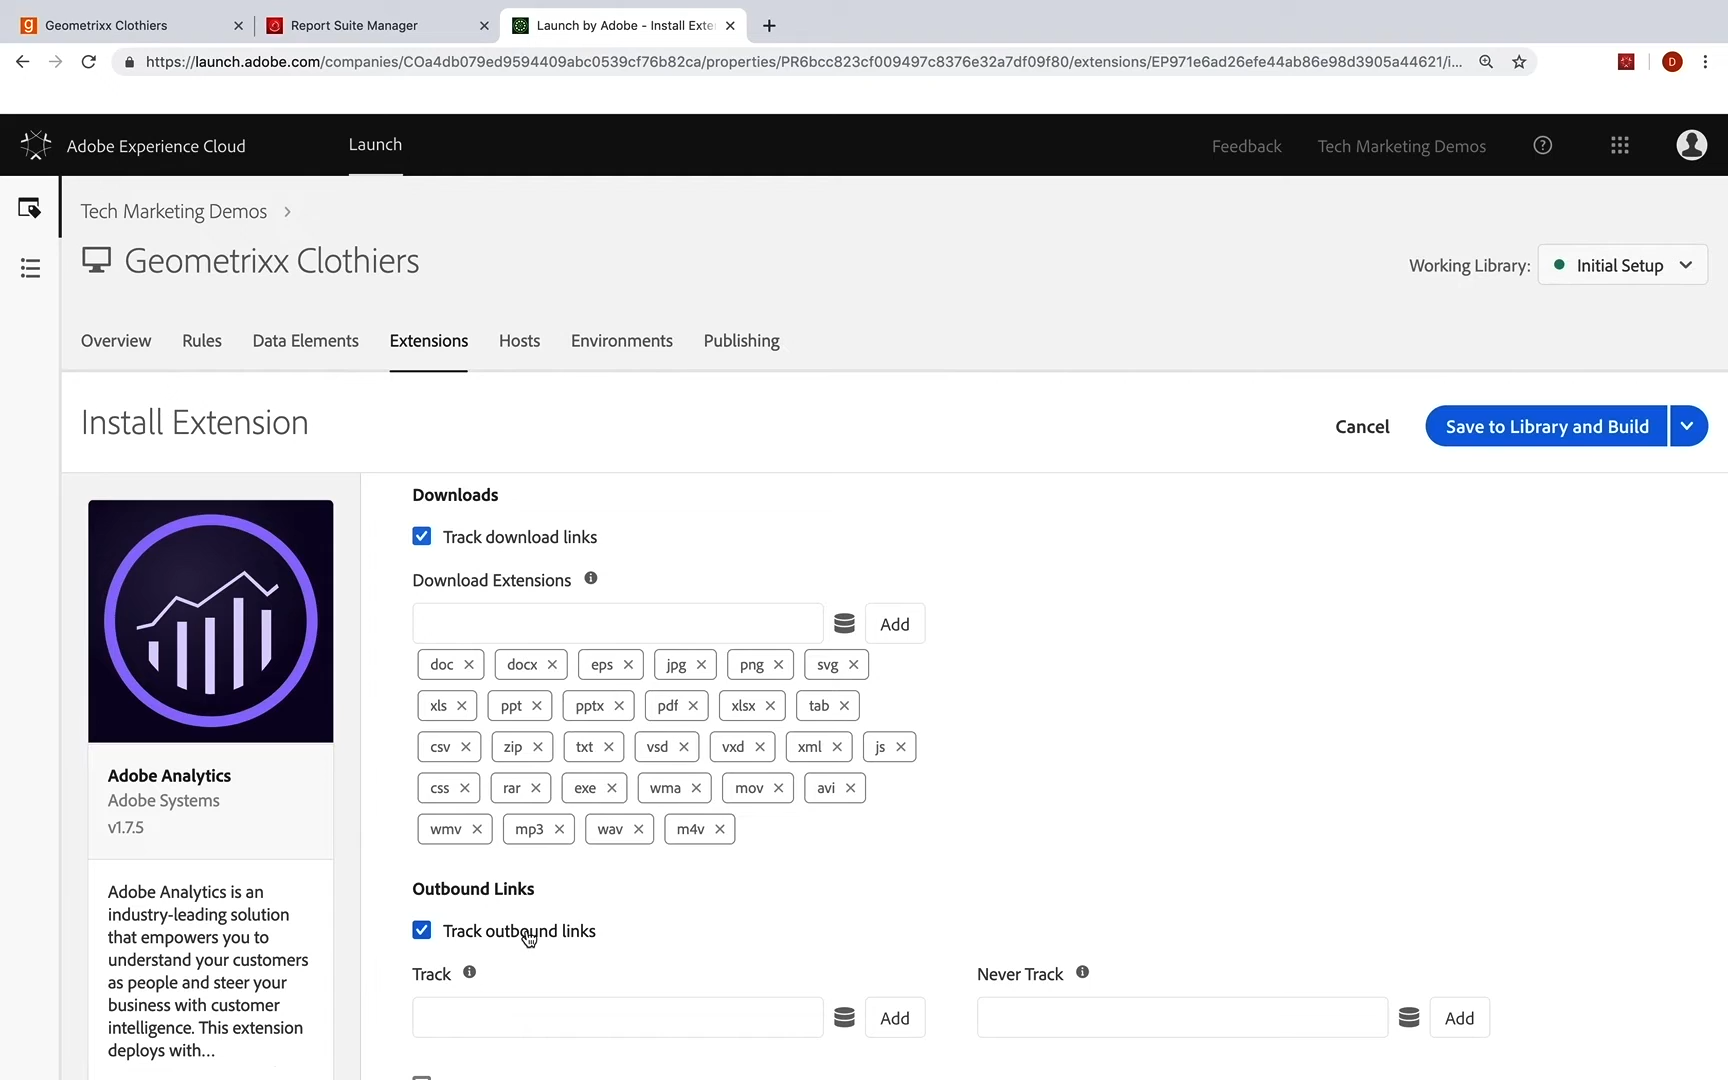 Geometrixx Clothiers
Report Suite Manager
Launch by Adobe - Install Exte
https://launch.adobe.com/companies/COa4db079ed9594409abc0539cf76b82ca/properties/PR6bcc823cf009497c8376e32a7df09f80/extensions/EP971e6ad26efe44ab86e98d3905a44621/i...
D
Adobe Experience Cloud
Launch
Feedback
Tech Marketing Demos
Tech Marketing Demos
Geometrixx Clothiers
Working Library:
Initial Setup
Overview
Rules
Data Elements
Extensions
Hosts
Environments
Publishing
Install Extension
Cancel
Save to Library and Build
Adobe Analytics
Adobe Systems
v1.7.5
Adobe Analytics is an
industry-leading solution
that empowers you to
understand your customers
as people and steer your
business with customer
intelligence. This extension
deploys with...
Downloads
Track download links
Download Extensions
Add
doc docx eps jpg png svg
xls ppt pptx pdf xlsx tab
csv zip txt vsd vxd xml js
css rar exe wma mov avi
wmv mp3 wav m4v
Outbound Links
Track outbound links
Track
Add
Never Track
Add